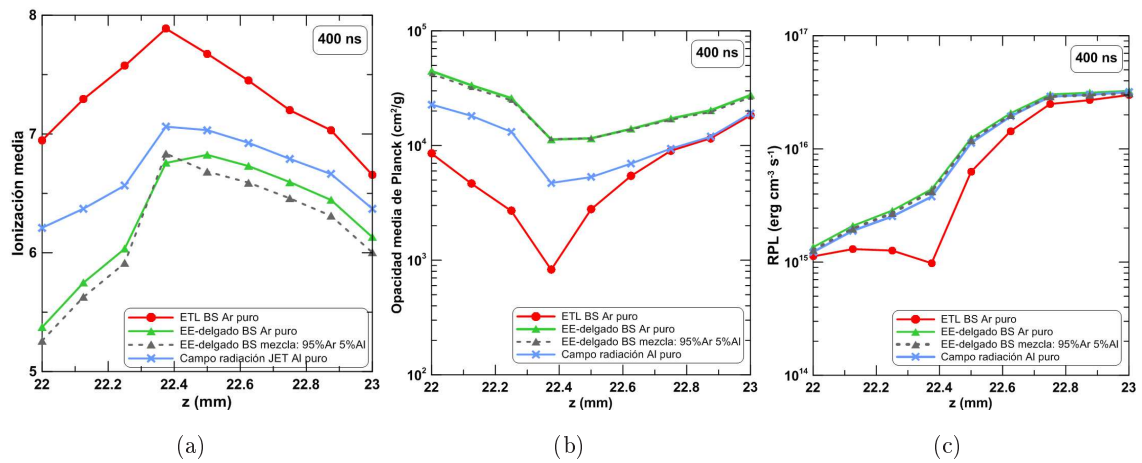 8
7
6
5
Ionización media
400 ns
ETL BS Ar puro
EE-delgado BS Ar puro
EE-delgado BS mezcla: 95%Ar 5%Al
Campo radiación JET Al puro
22 22.2 22.4 22.6 22.8 23
z (mm)
(a)
10⁵
10⁴
10³
10²
Opacidad media de Planck (cm²/g)
400 ns
ETL BS Ar puro
EE-delgado BS Ar puro
EE-delgado BS mezcla: 95%Ar 5%Al
Campo radiación Al puro
22 22.2 22.4 22.6 22.8 23
z (mm)
(b)
10¹⁷
10¹⁶
10¹⁵
10¹⁴
RPL (erg cm⁻³ s⁻¹)
400 ns
ETL BS Ar puro
EE-delgado BS Ar puro
EE-delgado BS mezcla: 95%Ar 5%Al
Campo radiación Al puro
22 22.2 22.4 22.6 22.8 23
z (mm)
(c)